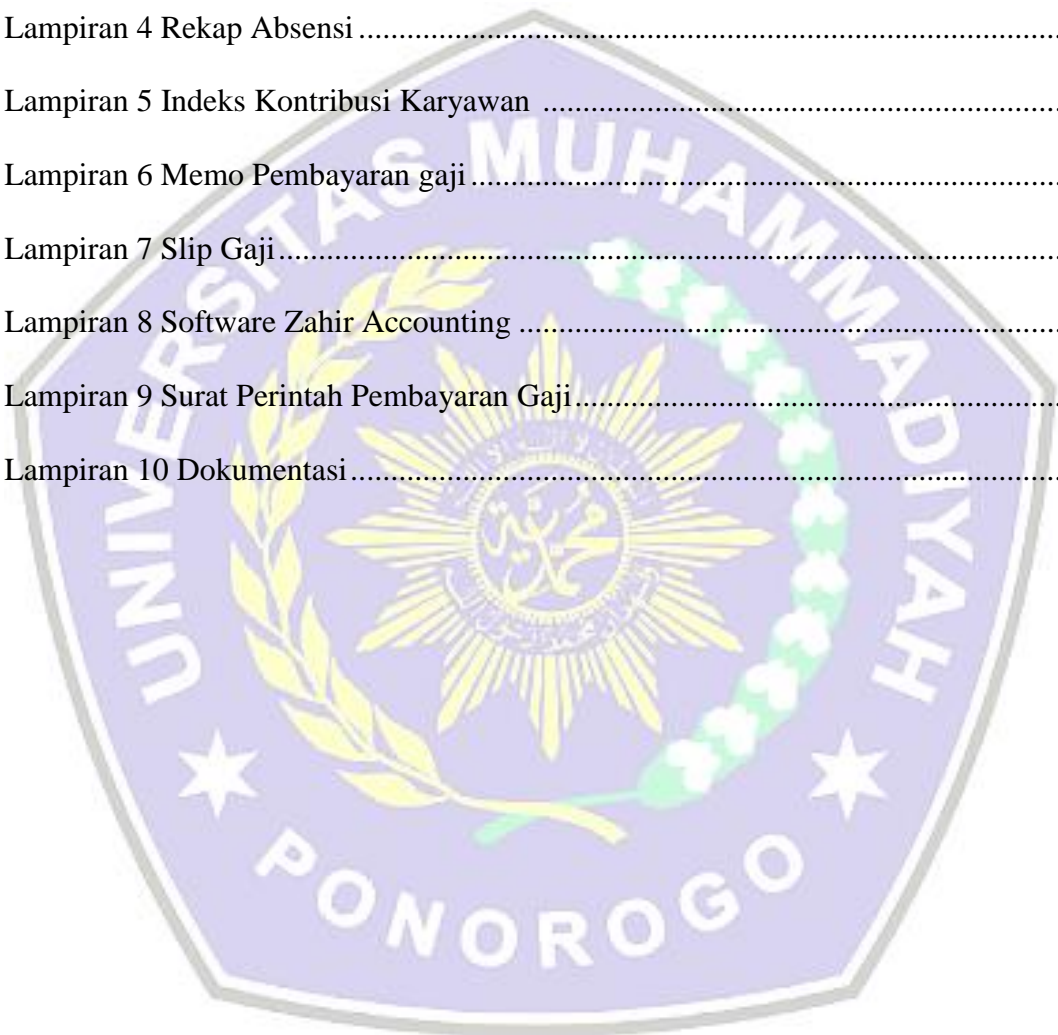 Lampiran 4 Rekap Absensi ................................................................
Lampiran 5 Indeks Kontribusi Karyawan ................................................................
Lampiran 6 Memo Pembayaran gaji ................................................................
Lampiran 7 Slip Gaji ................................................................
Lampiran 8 Software Zahir Accounting ................................................................
Lampiran 9 Surat Perintah Pembayaran Gaji ................................................................
Lampiran 10 Dokumentasi ................................................................
UNIVERSITAS MUHAMMADIYAH
PONOROGO
محمدية